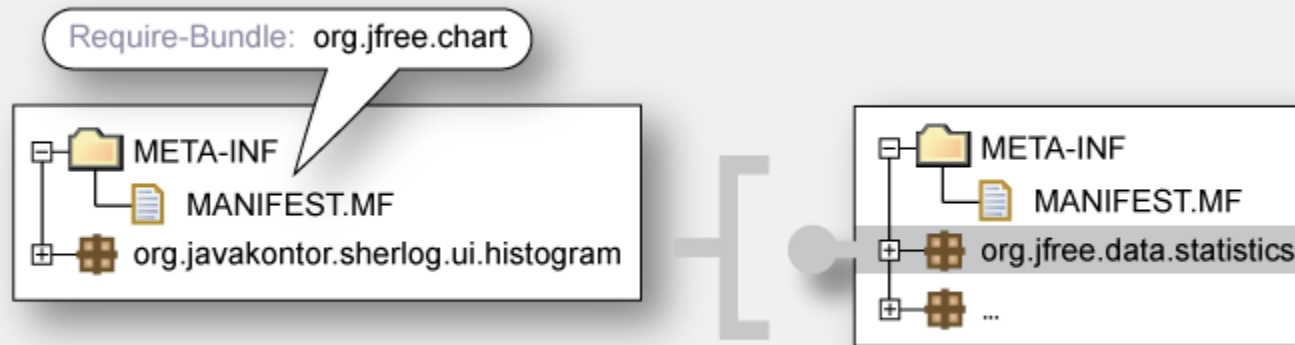 Require-Bundle: org.jfree.chart
META-INF
MANIFEST.MF
org.javakontor.sherlog.ui.histogram
META-INF
MANIFEST.MF
org.jfree.data.statistics
...